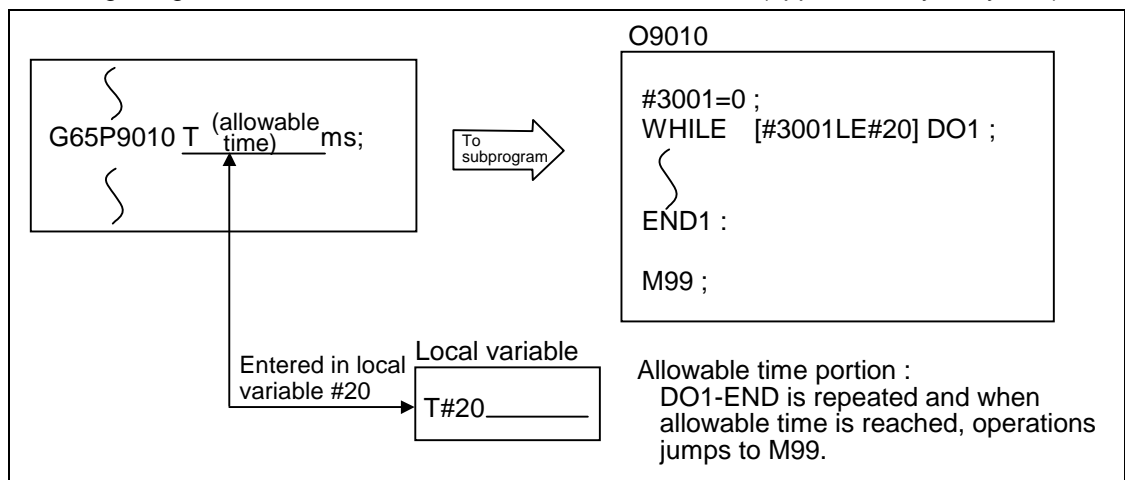 O9010
#3001=0 ;
WHILE [#3001LE#20] DO1 ;
END1 :
M99 ;
G65P9010 T (allowable time) ms;
To
subprogram
Entered in local
variable #20
Local variable
T#20
Allowable time portion :
DO1-END is repeated and when
allowable time is reached, operations
jumps to M99.